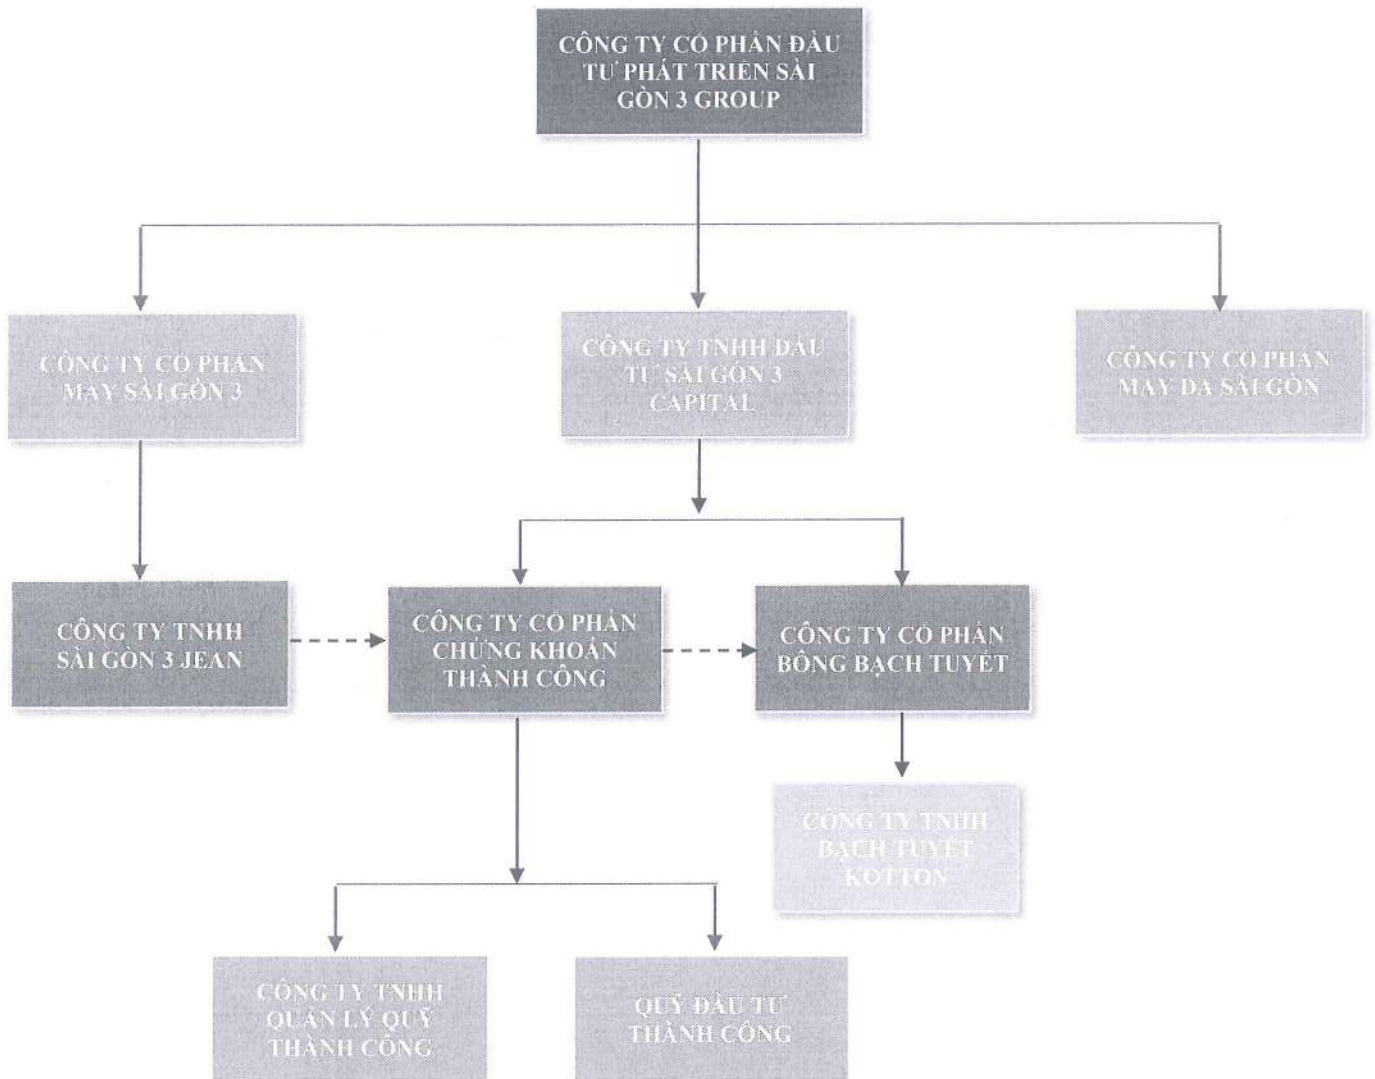 CÔNG TY CỔ PHẦN ĐẦU
TƯ PHÁT TRIỂN SÀI
GÒN 3 GROUP
CÔNG TY CỔ PHẦN
MAY SÀI GÒN 3
CÔNG TY TNHH ĐẦU
TƯ SÀI GÒN 3
CAPITAL
CÔNG TY CỔ PHẦN
MAY DA SÀI GÒN
CÔNG TY TNHH
SÀI GÒN 3 JEAN
CÔNG TY CỔ PHẦN
CHỨNG KHOÁN
THÀNH CÔNG
CÔNG TY CỔ PHẦN
BÔNG BẠCH TUYẾT
CÔNG TY TNHH
BẠCH TUYẾT
KOTTON
CÔNG TY TNHH
QUẢN LÝ QUỸ
THÀNH CÔNG
QUỸ ĐẦU TƯ
THÀNH CÔNG